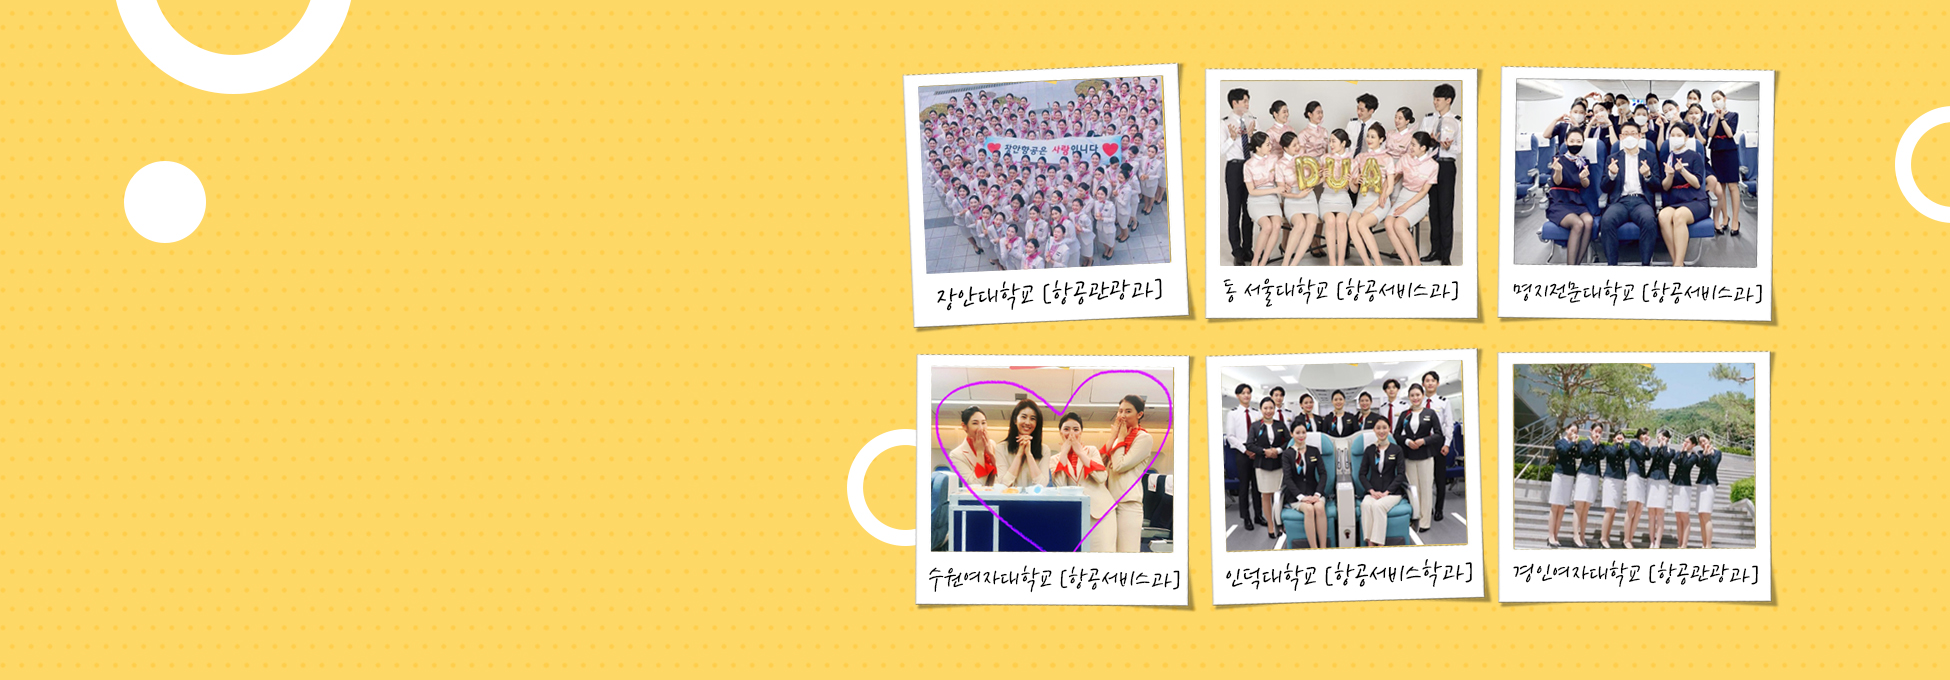 장안항공은 사랑입니다
DUA
장안대학교 [항공관광과]
동 서울대학교 [항공서비스과]
명지전문대학교 [항공서비스과]
수원여자대학교 [항공서비스과]
인덕대학교 [항공서비스학과]
경인여자대학교 [항공관광과]